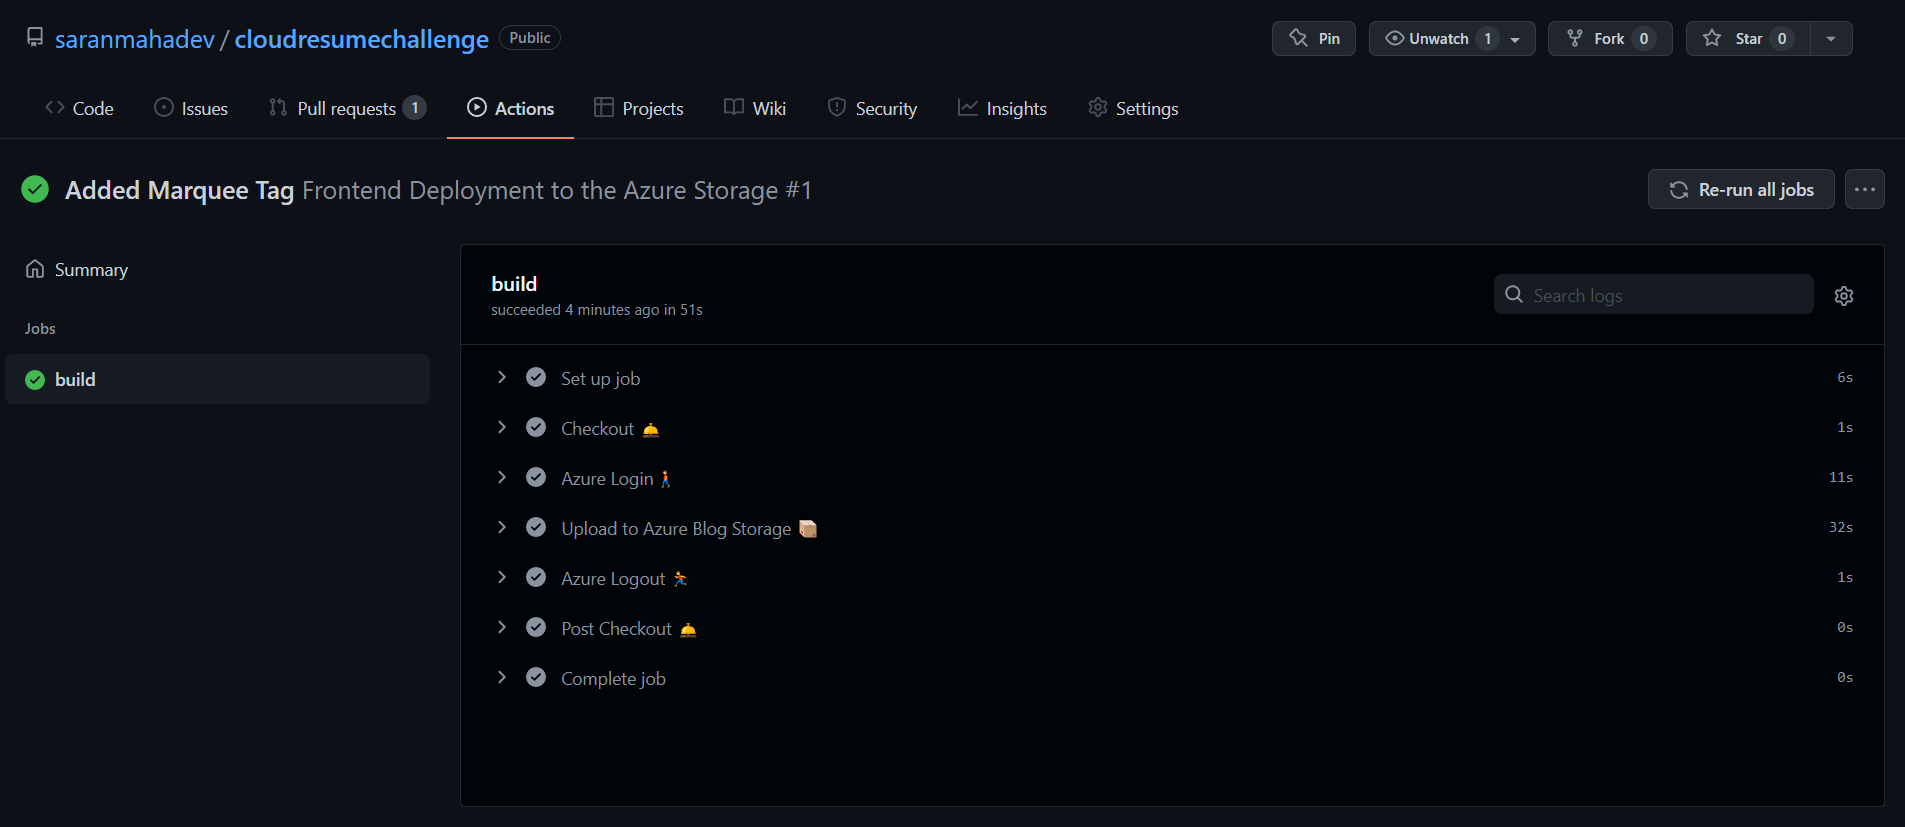 saranmahadev / cloudresumechallenge Public
Pin Unwatch 1 Fork 0 Star 0
Code Issues Pull requests 1 Actions Projects Wiki Security Insights Settings
Added Marquee Tag Frontend Deployment to the Azure Storage #1
Re-run all jobs
Summary
Jobs
build
build
succeeded 4 minutes ago in 51s
Search logs
Set up job 6s
Checkout 🛎️ 1s
Azure Login 🚶 11s
Upload to Azure Blog Storage 📦 32s
Azure Logout 🏃 1s
Post Checkout 🛎️ 0s
Complete job 0s